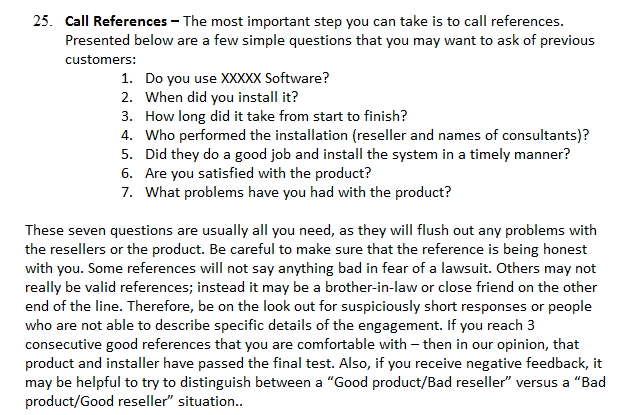 25. Call References – The most important step you can take is to call references.
Presented below are a few simple questions that you may want to ask of previous
customers:
1. Do you use XXXXX Software?
2. When did you install it?
3. How long did it take from start to finish?
4. Who performed the installation (reseller and names of consultants)?
5. Did they do a good job and install the system in a timely manner?
6. Are you satisfied with the product?
7. What problems have you had with the product?
These seven questions are usually all you need, as they will flush out any problems with
the resellers or the product. Be careful to make sure that the reference is being honest
with you. Some references will not say anything bad in fear of a lawsuit. Others may not
really be valid references; instead it may be a brother-in-law or close friend on the other
end of the line. Therefore, be on the look out for suspiciously short responses or people
who are not able to describe specific details of the engagement. If you reach 3
consecutive good references that you are comfortable with – then in our opinion, that
product and installer have passed the final test. Also, if you receive negative feedback, it
may be helpful to try to distinguish between a “Good product/Bad reseller” versus a “Bad
product/Good reseller” situation..